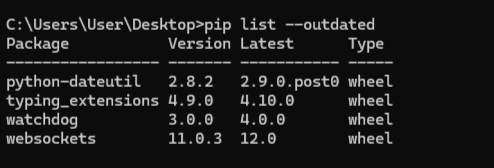 C:\Users\User\Desktop>pip list --outdated
Package           Version Latest      Type
----------------- ------- ----------- -----
python-dateutil   2.8.2   2.9.0.post0 wheel
typing_extensions 4.9.0   4.10.0      wheel
watchdog          3.0.0   4.0.0       wheel
websockets        11.0.3  12.0        wheel